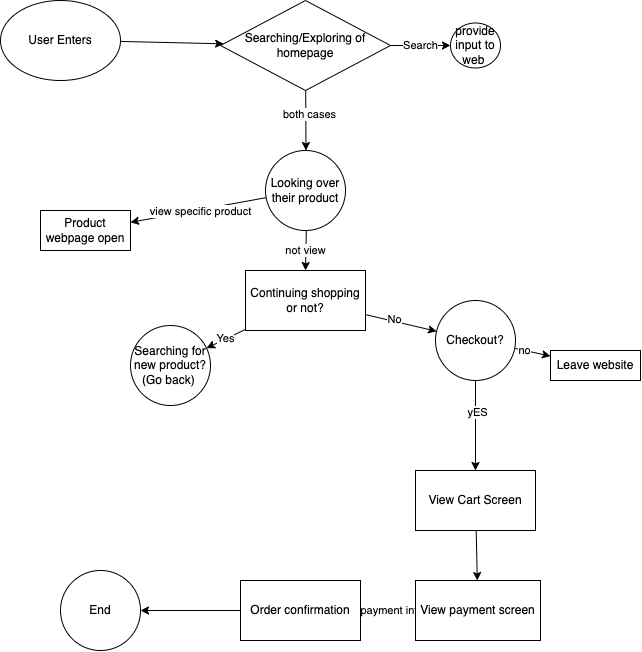 User Enters
Searching/Exploring of
homepage
Search
provide
input to
web
both cases
Looking over
their product
view specific product
Product
webpage open
not view
Continuing shopping
or not?
No
Yes
Searching for
new product?
(Go back)
Checkout?
no
Leave website
yES
View Cart Screen
End
Order confirmation
payment
View payment screen